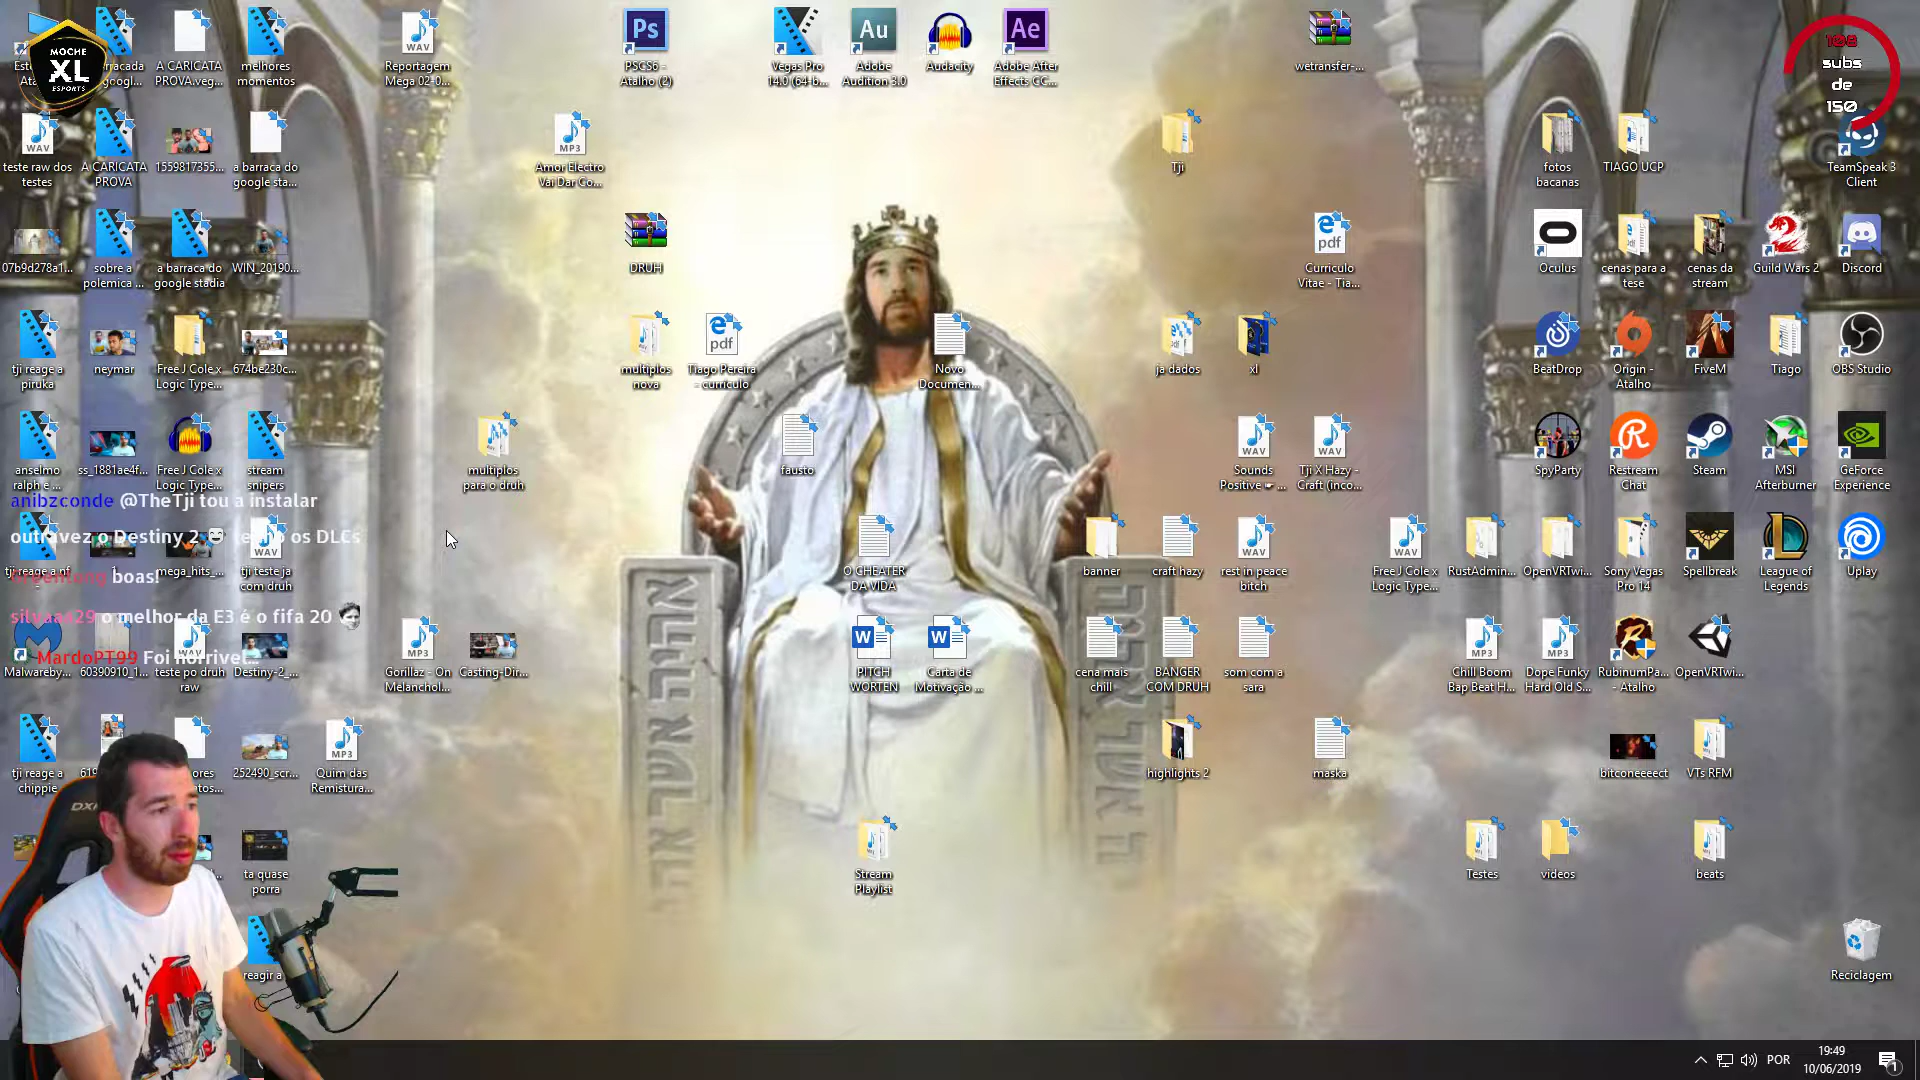 MOCHE
XL
ESPORTS
A CARICATA
PROVA.veg...
melhores
momentos
Reportagem
Mega 02-0...
PSCS6 -
Atalho (2)
Vegas Pro
14.0 (64-b...
Adobe
Audition 3.0
Audacity
Adobe After
Effects CC...
wetransfer-...
108
subs
de
150
teste raw dos
testes
A CARICATA
PROVA
1559817355...
a barraca do
google sta...
Amor Electro
Vai Dar Co...
Tji
fotos
bacanas
TIAGO UCP
TeamSpeak 3
Client
07b9d278a1...
sobre a
polemica ...
a barraca do
google stadia
WIN_20190...
DRUH
Curriculo
Vitae - Tia...
Oculus
cenas para a
tese
cenas da
stream
Guild Wars 2
Discord
tji reage a
piruka
neymar
Free J Cole x
Logic Type...
674be230c...
multiplos
nova
Tiago Pereira
- curriculo
Novo
Documen...
ja dados
xl
BeatDrop
Origin -
Atalho
FiveM
Tiago
OBS Studio
anselmo
ralph e ...
ss_1881ae4f...
Free J Cole x
Logic Type...
stream
snipers
multiplos
para o druh
fausto
Sounds
Positive ☛ ...
Tji X Hazy -
Craft (inco...
SpyParty
Restream
Chat
Steam
MSI
Afterburner
GeForce
Experience
anibzconde @TheTji tou a instalar
outravez o Destiny 2
os DLCs
boas!
tji reage a nf
mega_hits_...
tji teste ja
com druh
O CHEATER
DA VIDA
banner
craft hazy
rest in peace
bitch
Free J Cole x
Logic Type...
RustAdmin...
OpenVRTwi...
Sony Vegas
Pro 14
Spellbreak
League of
Legends
Uplay
silvaaa29 o melhor da E3 é o fifa 20
MardoPT99 Foi horrivel...
Malwareby...
60390910_1...
teste po druh
raw
Destiny-2_...
Gorillaz - On
Melanchol...
Casting-Dir...
PITCH
WORTEN
Carta de
Motivação ...
cena mais
chill
BANGER
COM DRUH
som com a
sara
Chill Boom
Bap Beat H...
Dope Funky
Hard Old S...
RubinumPa...
- Atalho
OpenVRTwi...
tji reage a
chippie
Quim das
Remistura...
252490_scr...
highlights 2
maska
bitconeeeect
VTs RFM
ta quase
porra
Stream
Playlist
Testes
videos
beats
reagir a
Reciclagem
POR
19:49
10/06/2019